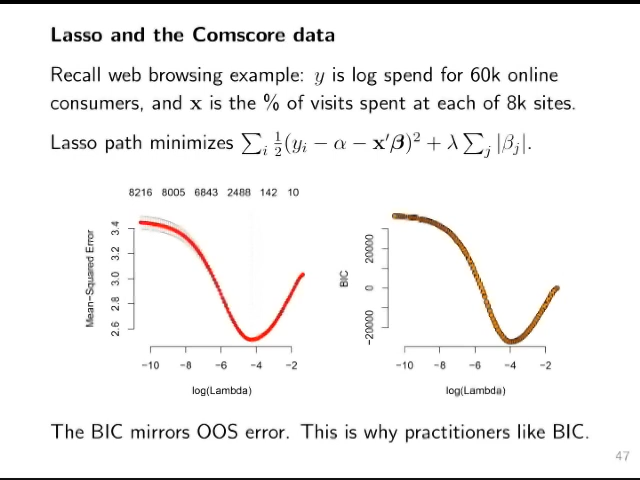 Lasso and the Comscore data
Recall web browsing example: y is log spend for 60k online
consumers, and x is the % of visits spent at each of 8k sites.
Lasso path minimizes ∑ᵢ ½(yᵢ − α − x′β)² + λ∑ⱼ|βⱼ|.
8216 8005 6843 2488 142 10
Mean−Squared Error
3.4
3.2
3.0
2.8
2.6
−10 −8 −6 −4 −2
log(Lambda)
BIC
20000
0
−20000
−10 −8 −6 −4 −2
log(Lambda)
The BIC mirrors OOS error. This is why practitioners like BIC.
47